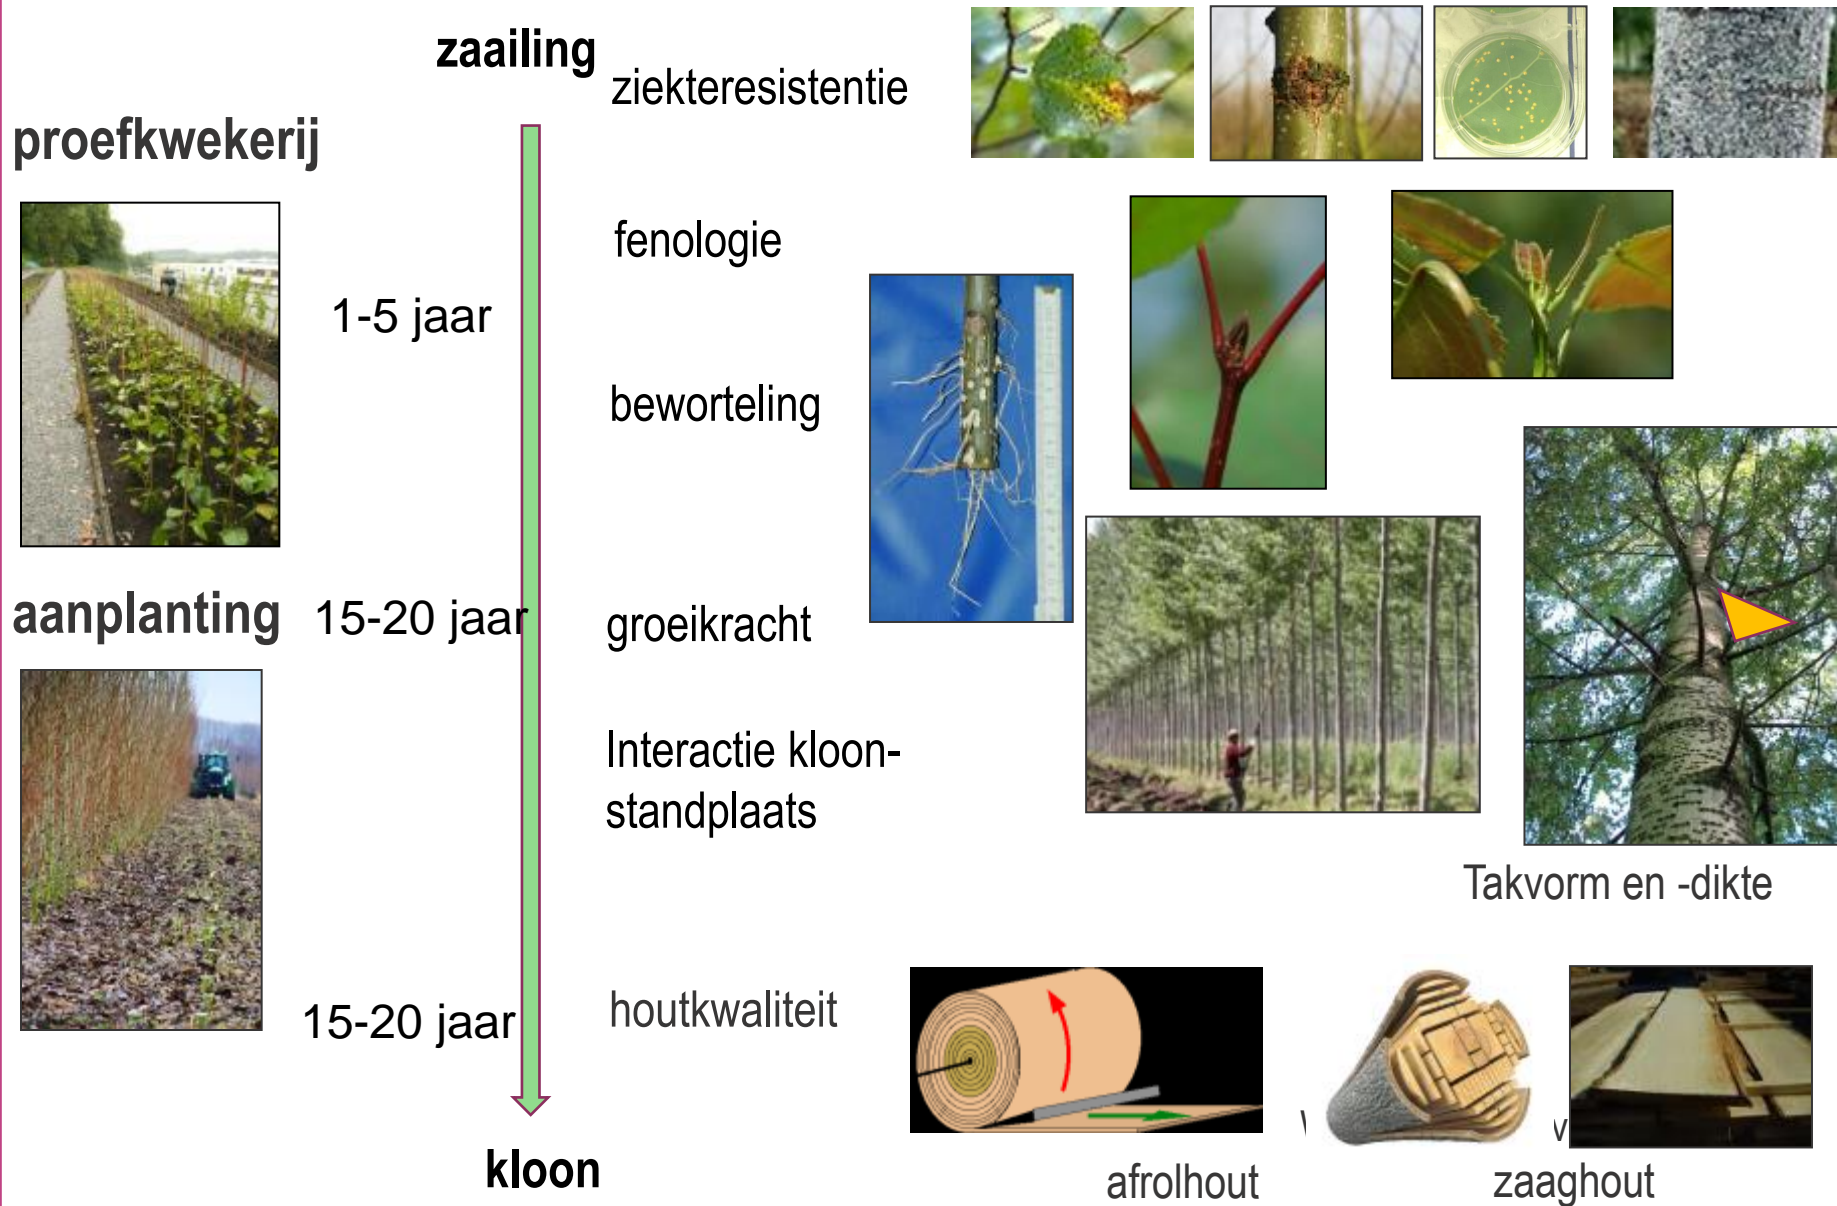 zaailing
ziekteresistentie
proefkwekerij
fenologie
1-5 jaar
beworteling
aanplanting
15-20 jaar
groeikracht
Interactie kloon-
standplaats
Takvorm en -dikte
houtkwaliteit
15-20 jaar
kloon
afrolhout
zaaghout